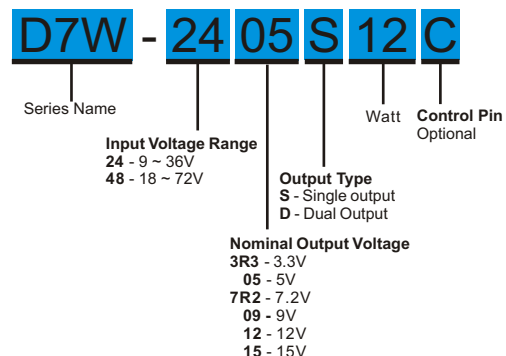 D7W - 24 05 S 12 C
Series Name
Watt
Control Pin
Optional
Input Voltage Range
24 - 9 ~ 36V
48 - 18 ~ 72V
Output Type
S - Single output
D - Dual Output
Nominal Output Voltage
3R3 - 3.3V
05 - 5V
7R2 - 7.2V
09 - 9V
12 - 12V
15 - 15V